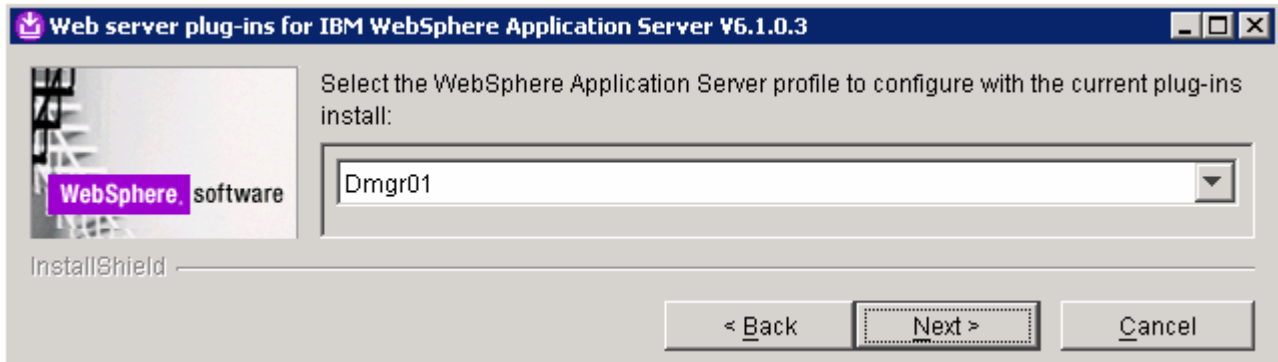 Web server plug-ins for IBM WebSphere Application Server V6.1.0.3
Select the WebSphere Application Server profile to configure with the current plug-ins
install:
Dmgr01
WebSphere. software
InstallShield
< Back
Next >
Cancel